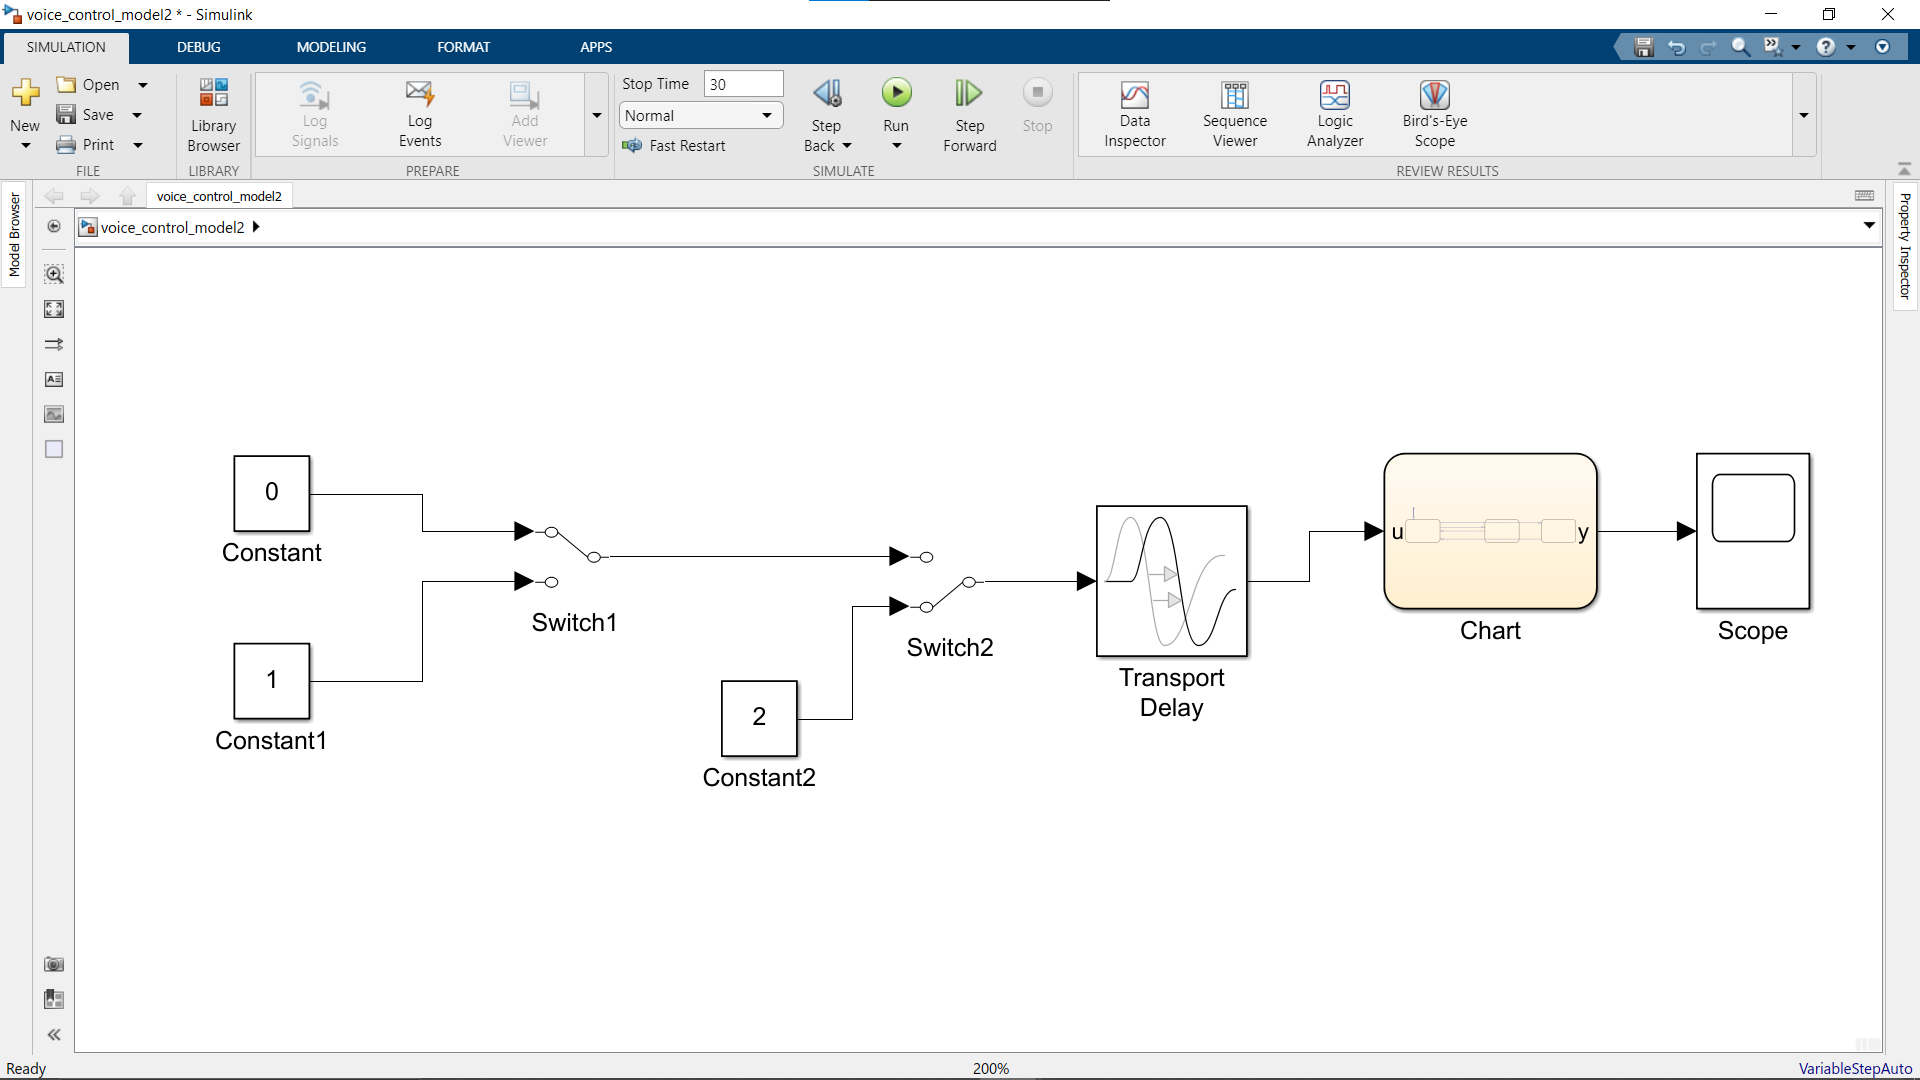 voice_control_model2 * - Simulink
SIMULATION DEBUG MODELING FORMAT APPS
New
Open
Save
Print
FILE
Library
Browser
LIBRARY
Log
Signals
Log
Events
Add
Viewer
PREPARE
Stop Time 30
Normal
Fast Restart
Step
Back
Run
Step
Forward
Stop
SIMULATE
Data
Inspector
Sequence
Viewer
Logic
Analyzer
Bird's-Eye
Scope
REVIEW RESULTS
Model Browser
voice_control_model2
voice_control_model2
Property Inspector
0
Constant
1
Constant1
Switch1
2
Constant2
Switch2
Transport
Delay
u y
Chart
Scope
Ready 200% VariableStepAuto